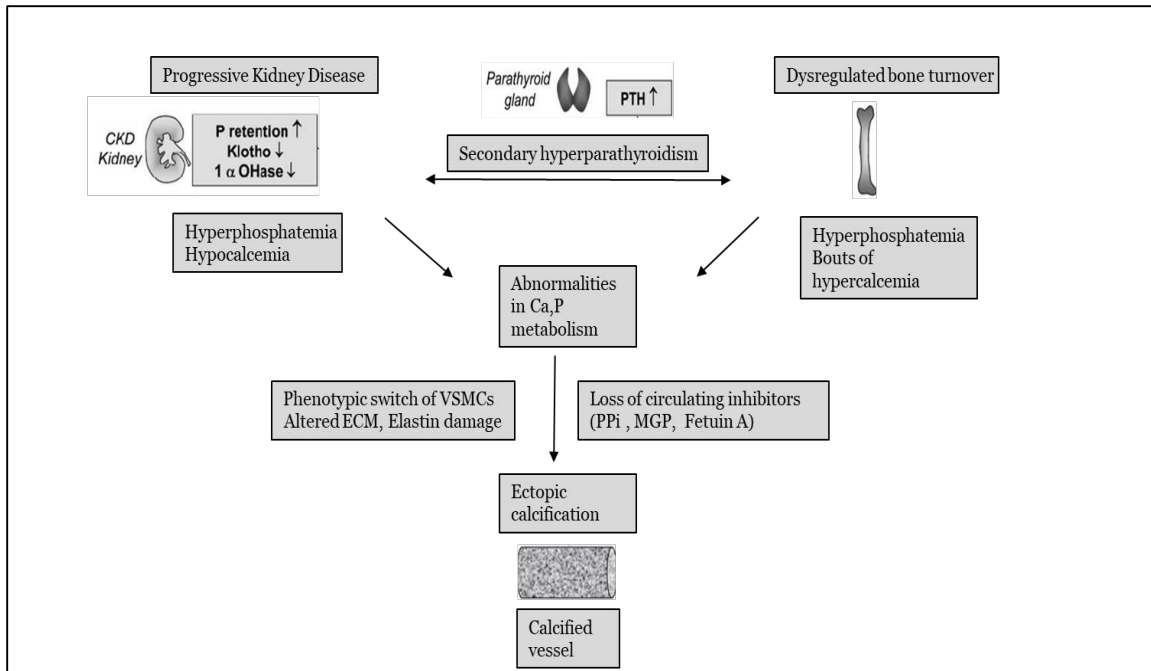 Progressive Kidney Disease
CKD
Kidney
P retention ↑
Klotho ↓
1 α OHase ↓
Hyperphosphatemia
Hypocalcemia
Parathyroid
gland
PTH ↑
Secondary hyperparathyroidism
Dysregulated bone turnover
Hyperphosphatemia
Bouts of
hypercalcemia
Abnormalities
in Ca,P
metabolism
Phenotypic switch of VSMCs
Altered ECM, Elastin damage
Loss of circulating inhibitors
(PPi , MGP, Fetuin A)
Ectopic
calcification
Calcified
vessel